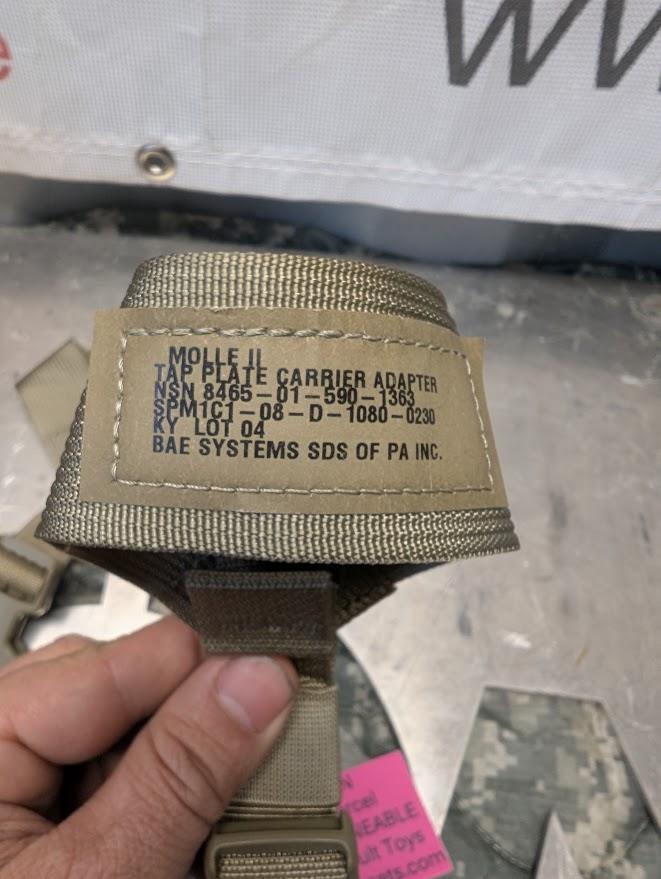 MOLLE II
TAP PLATE CARRIER ADAPTER
NSN 8465-01-590-1363
SPM1C1-08-D-1080-0230
KY LOT 04
BAE SYSTEMS SDS OF PA INC.